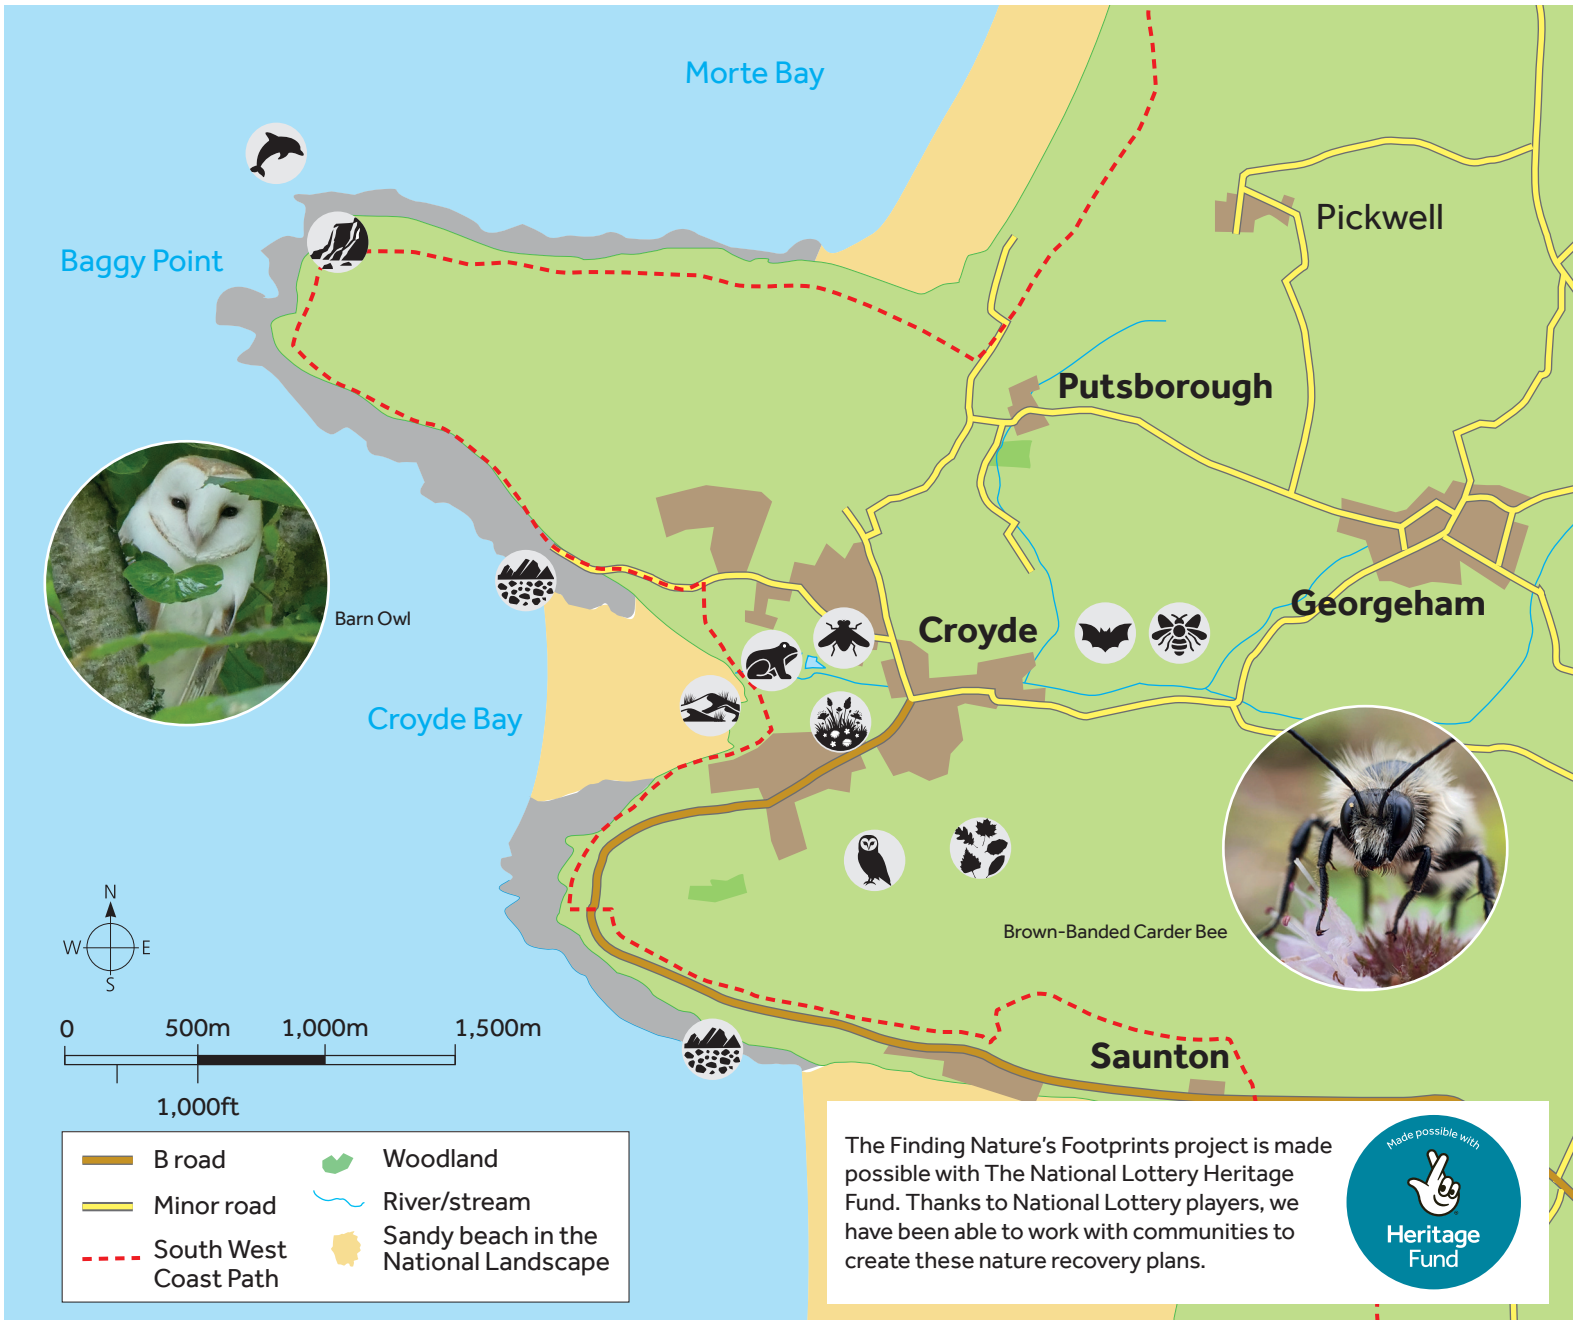 Morte Bay
Baggy Point
Pickwell
Putsborough
Barn Owl
Croyde
Georgeham
Croyde Bay
Brown-Banded Carder Bee
N
W E
S
0 500m 1,000m 1,500m
1,000ft
Saunton
B road
Minor road
South West
Coast Path
Woodland
River/stream
Sandy beach in the
National Landscape
The Finding Nature's Footprints project is made
possible with The National Lottery Heritage
Fund. Thanks to National Lottery players, we
have been able to work with communities to
create these nature recovery plans.
Made possible with
Heritage
Fund